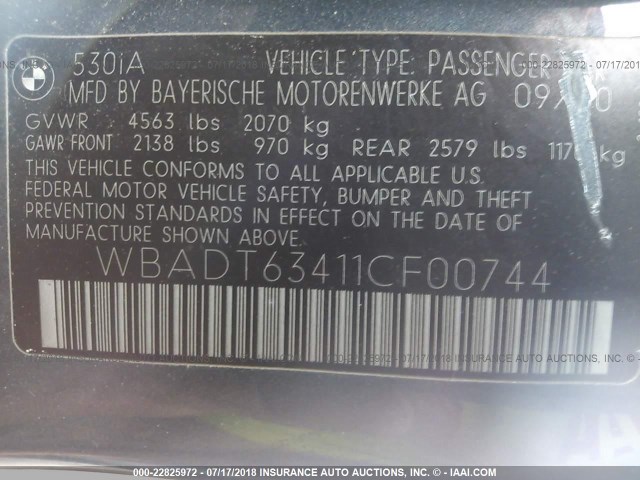 530iA VEHICLE TYPE: PASSENGER
MFD BY BAYERISCHE MOTORENWERKE AG
GVWR 4563 lbs 2070 kg
GAWR FRONT 2138 lbs 970 kg REAR 2579 lbs kg
THIS VEHICLE CONFORMS TO ALL APPLICABLE U.S.
FEDERAL MOTOR VEHICLE SAFETY, BUMPER AND THEFT
PREVENTION STANDARDS IN EFFECT ON THE DATE OF
MANUFACTURE SHOWN ABOVE.
WBADT63411CF00744
000-22825972 - 07/17/2018 INSURANCE AUTO AUCTIONS, INC. © - IAAI.COM